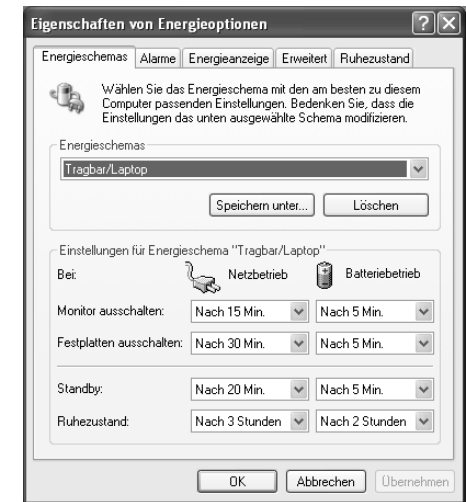 Eigenschaften von Energieoptionen
Energieschemas Alarme Energieanzeige Erweitert Ruhezustand
Wählen Sie das Energieschema mit den am besten zu diesem
Computer passenden Einstellungen. Bedenken Sie, dass die
Einstellungen das unten ausgewählte Schema modifizieren.
Energieschemas
Tragbar/Laptop
Speichern unter... Löschen
Einstellungen für Energieschema "Tragbar/Laptop"
Bei: Netzbetrieb Batteriebetrieb
Monitor ausschalten: Nach 15 Min. Nach 5 Min.
Festplatten ausschalten: Nach 30 Min. Nach 5 Min.
Standby: Nach 20 Min. Nach 5 Min.
Ruhezustand: Nach 3 Stunden Nach 2 Stunden
OK Abbrechen Übernehmen